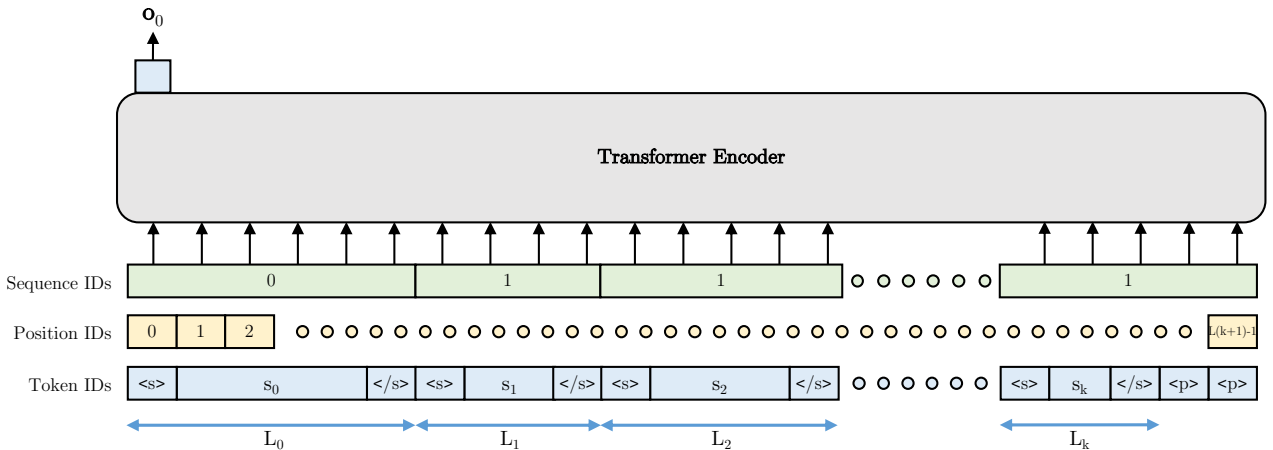 o₀
Transformer Encoder
Sequence IDs 0 1 1 1
Position IDs 0 1 2 L(k+1)-1
Token IDs <s> s₀ </s> <s> s₁ </s> <s> s₂ </s> <s> sₖ </s> <p> <p>
L₀ L₁ L₂ Lₖ